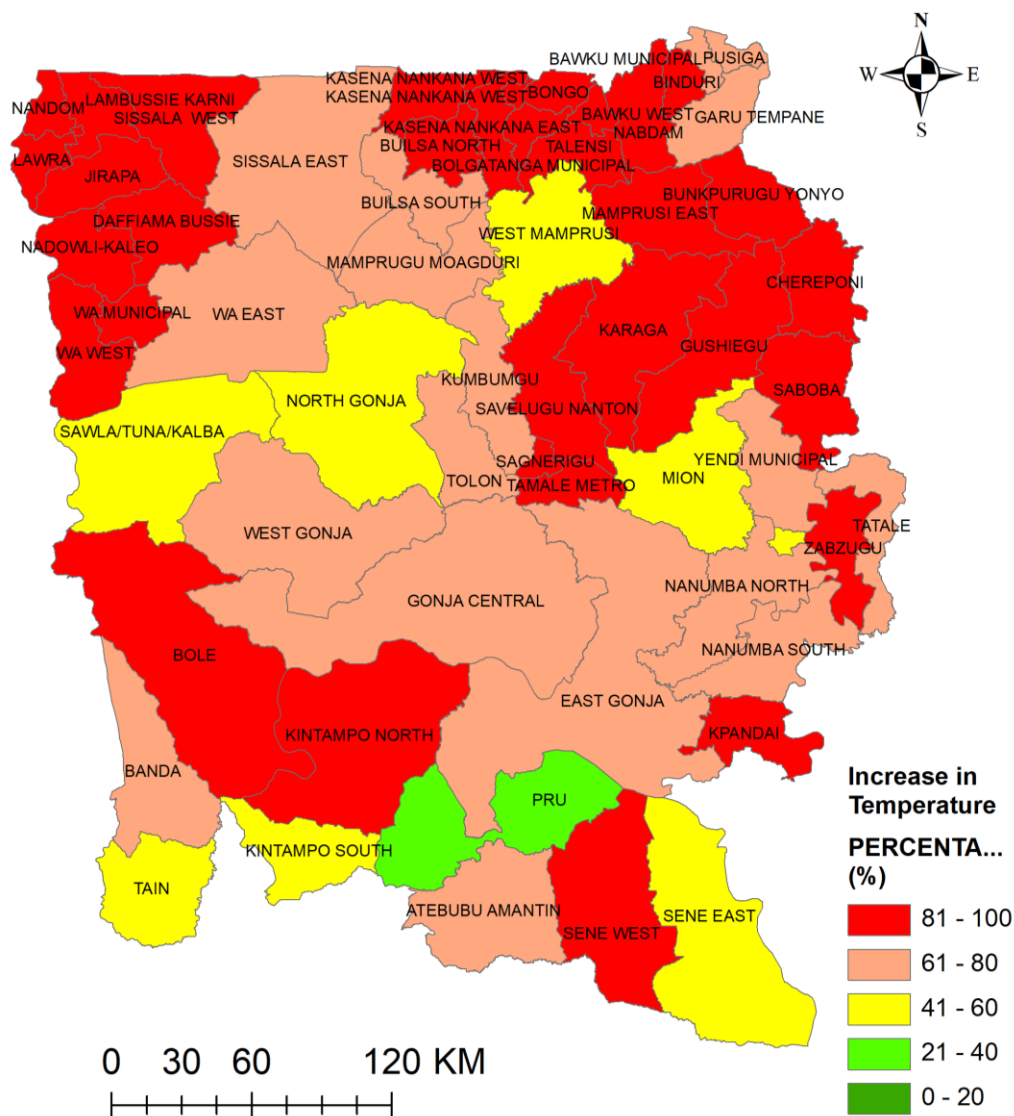 N
W E
S
BAWKU MUNICIPAL
PUSIGA
KASENA NANKANA WEST
BINDURI
KASENA NANKANA WEST
BONGO
NANDOM
LAMBUSSIE KARNI
SISSALA WEST
BAWKU WEST
GARU TEMPANE
KASENA NANKANA EAST
NABDAM
LAWRA
SISSALA EAST
BUILSA NORTH
TALENSI
BOLGATANGA MUNICIPAL
JIRAPA
BUNKPURUGU YONYO
BUILSA SOUTH
MAMPRUSI EAST
DAFFIAMA BUSSIE
WEST MAMPRUSI
NADOWLI-KALEO
MAMPRUGU MOAGDURI
CHEREPONI
WA MUNICIPAL
WA EAST
KARAGA
GUSHIEGU
WA WEST
KUMBUMGU
SABOBA
NORTH GONJA
SAVELUGU NANTON
SAWLA/TUNA/KALBA
SAGNERIGU
YENDI MUNICIPAL
TOLON
TAMALE METRO
MION
TATALE
WEST GONJA
ZABZUGU
NANUMBA NORTH
GONJA CENTRAL
BOLE
NANUMBA SOUTH
EAST GONJA
KINTAMPO NORTH
KPANDAI
BANDA
PRU
KINTAMPO SOUTH
TAIN
ATEBUBU AMANTIN
SENE EAST
SENE WEST
Increase in
Temperature
PERCENTA...
(%)
81 - 100
61 - 80
41 - 60
21 - 40
0 - 20
0 30 60 120 KM